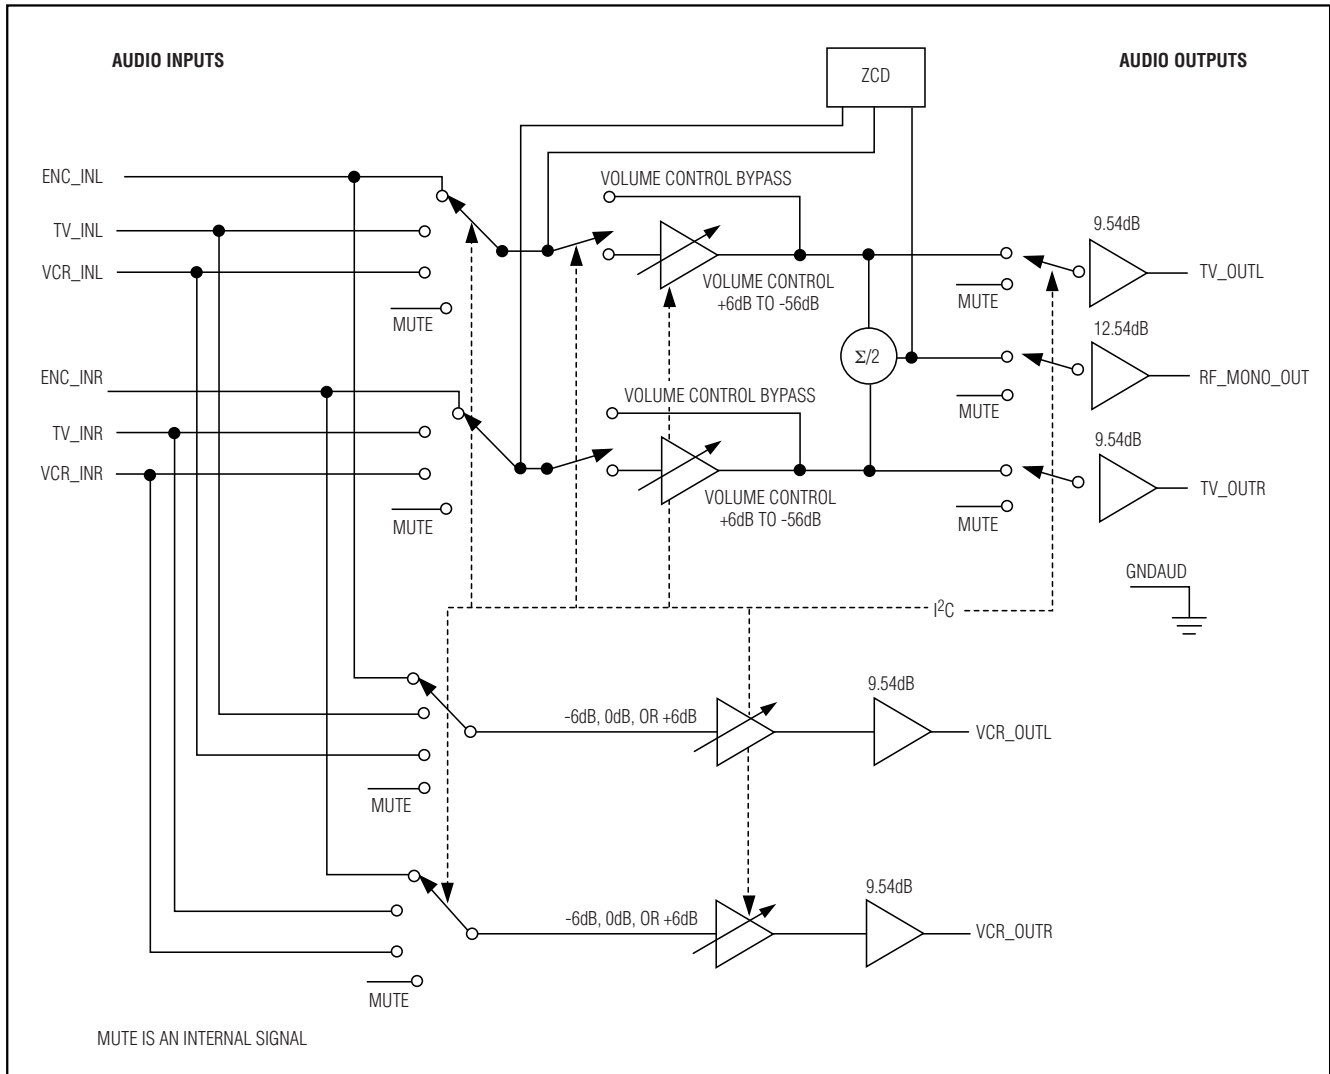 AUDIO INPUTS
AUDIO OUTPUTS
ZCD
ENC_INL
TV_INL
VCR_INL
MUTE
VOLUME CONTROL BYPASS
VOLUME CONTROL
+6dB TO -56dB
MUTE
9.54dB
TV_OUTL
Σ/2
12.54dB
RF_MONO_OUT
MUTE
ENC_INR
TV_INR
VCR_INR
MUTE
VOLUME CONTROL BYPASS
VOLUME CONTROL
+6dB TO -56dB
MUTE
9.54dB
TV_OUTR
GNDAUD
I²C
MUTE
-6dB, 0dB, OR +6dB
9.54dB
VCR_OUTL
MUTE
-6dB, 0dB, OR +6dB
9.54dB
VCR_OUTR
MUTE IS AN INTERNAL SIGNAL